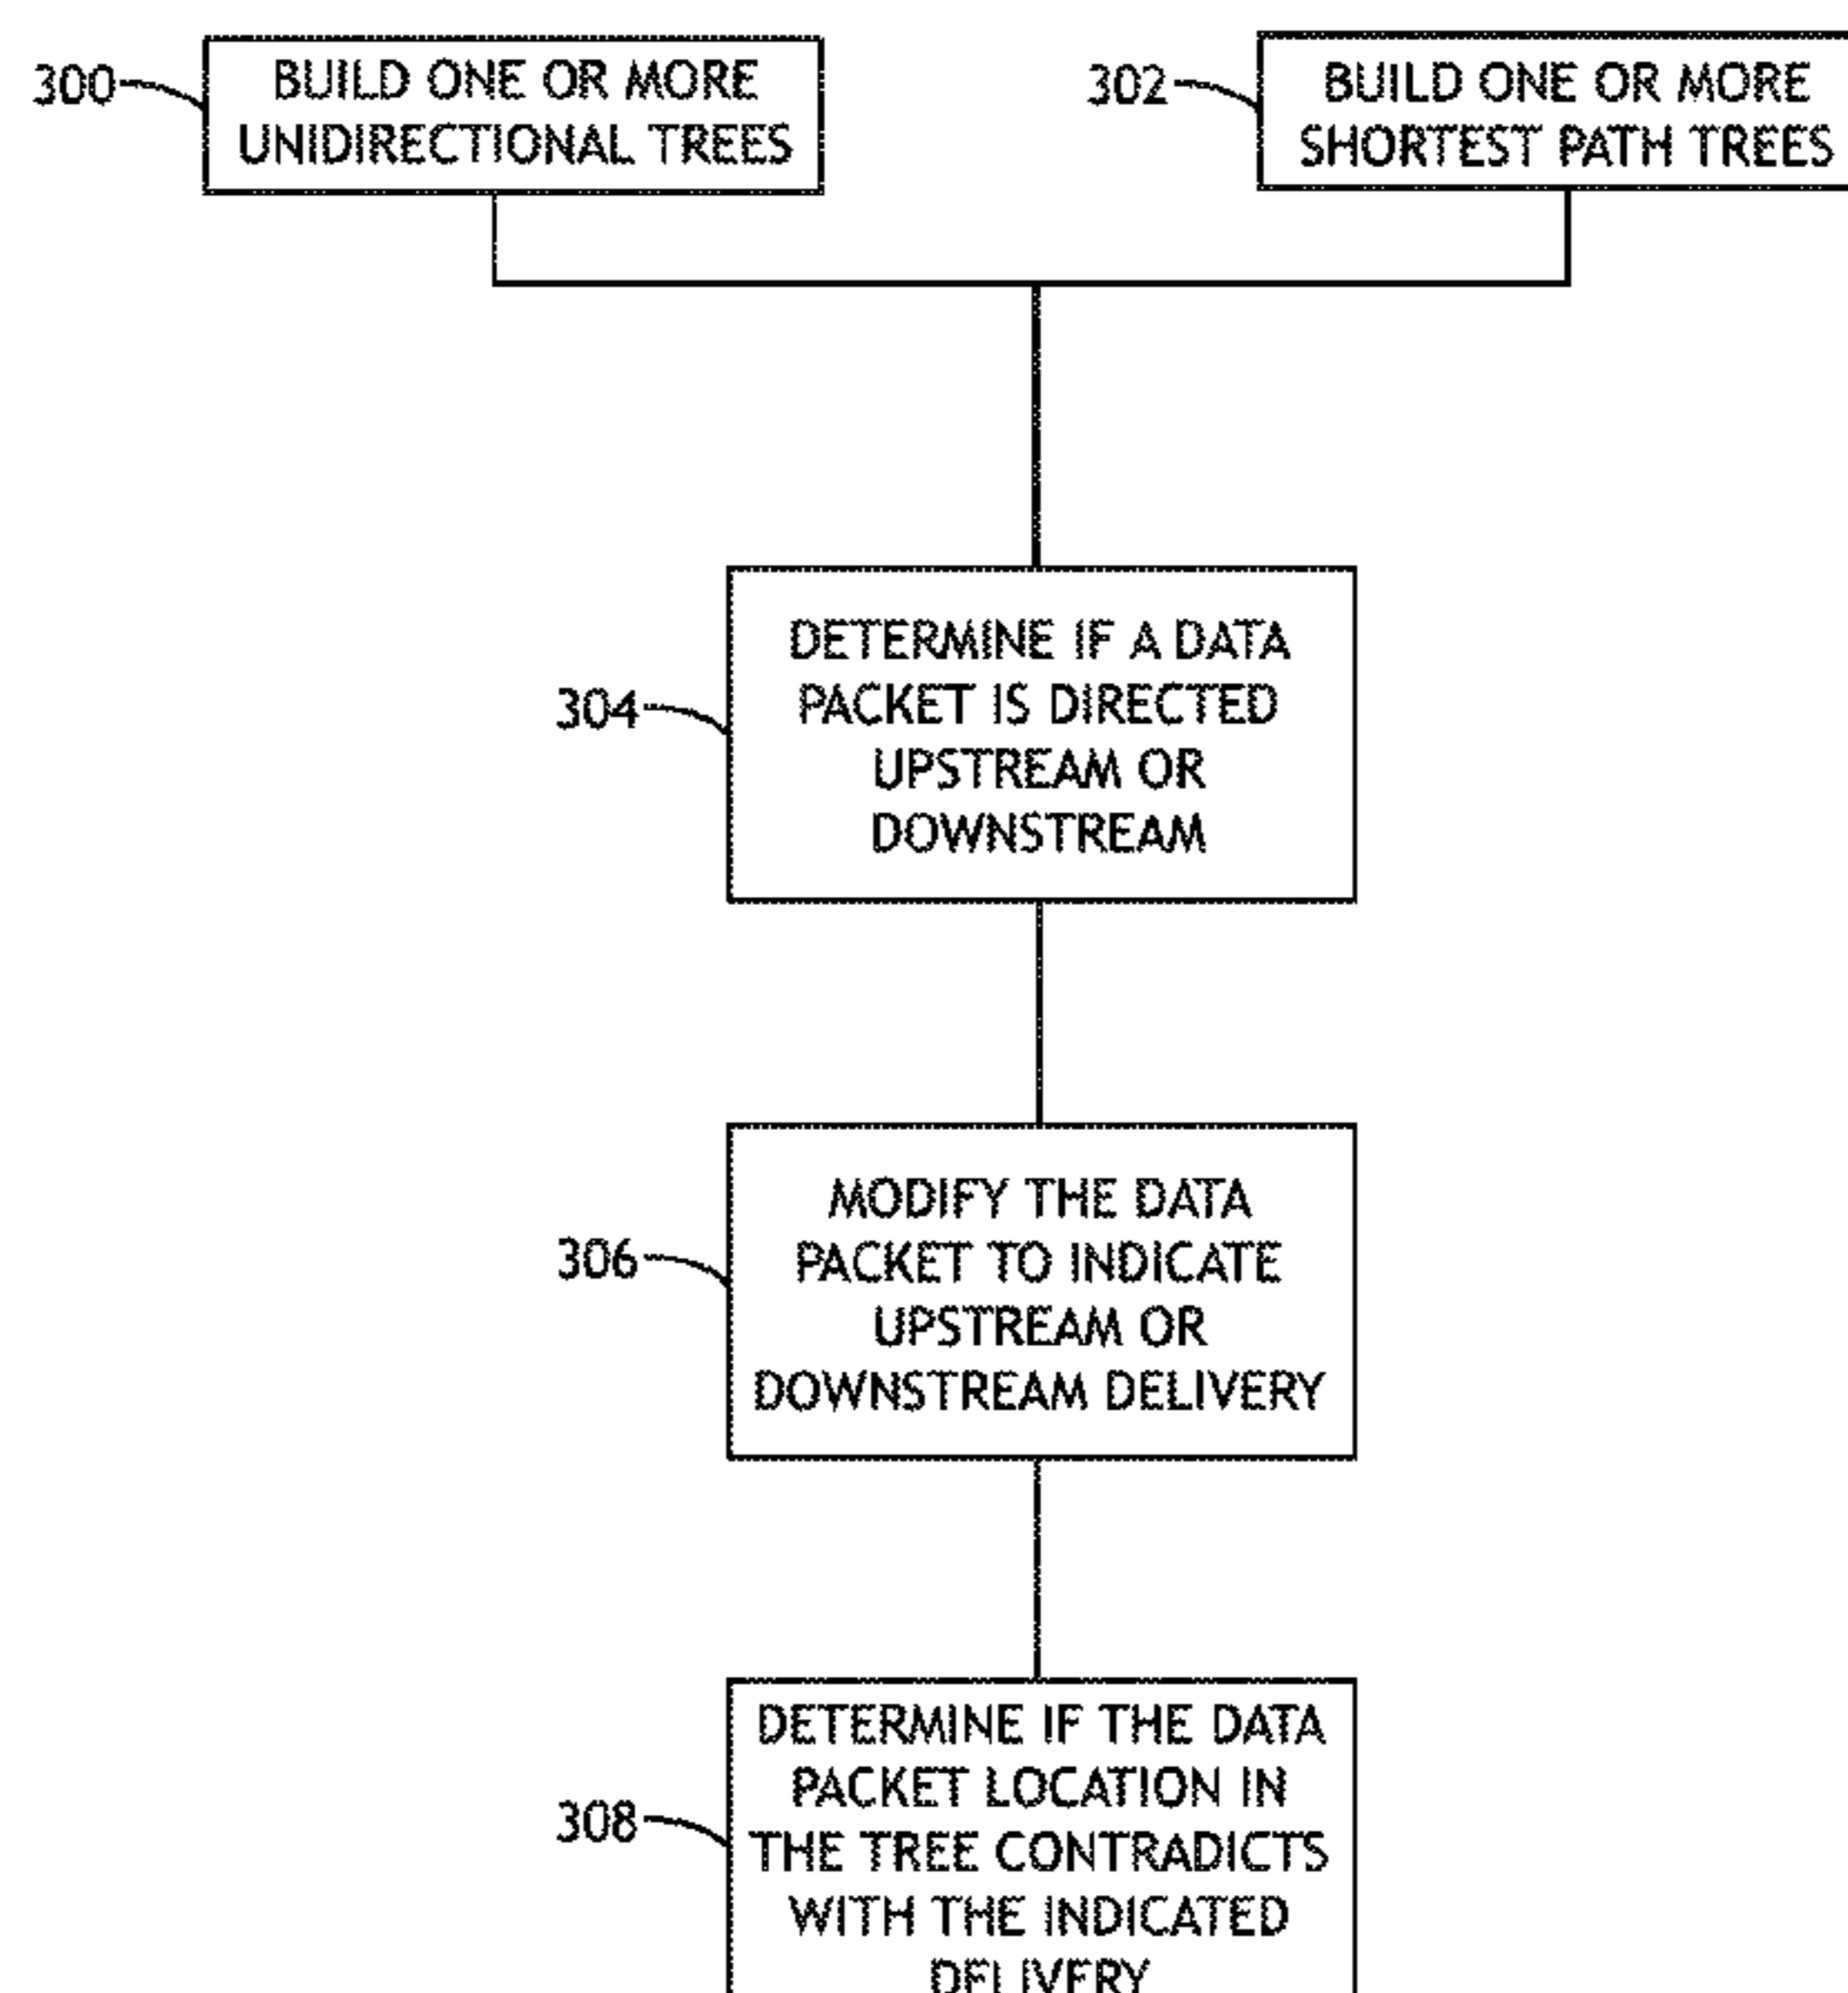 300
BUILD ONE OR MORE
UNIDIRECTIONAL TREES
302
BUILD ONE OR MORE
SHORTEST PATH TREES
304
DETERMINE IF A DATA
PACKET IS DIRECTED
UPSTREAM OR
DOWNSTREAM
306
MODIFY THE DATA
PACKET TO INDICATE
UPSTREAM OR
DOWNSTREAM DELIVERY
308
DETERMINE IF THE DATA
PACKET LOCATION IN
THE TREE CONTRADICTS
WITH THE INDICATED
DELIVERY